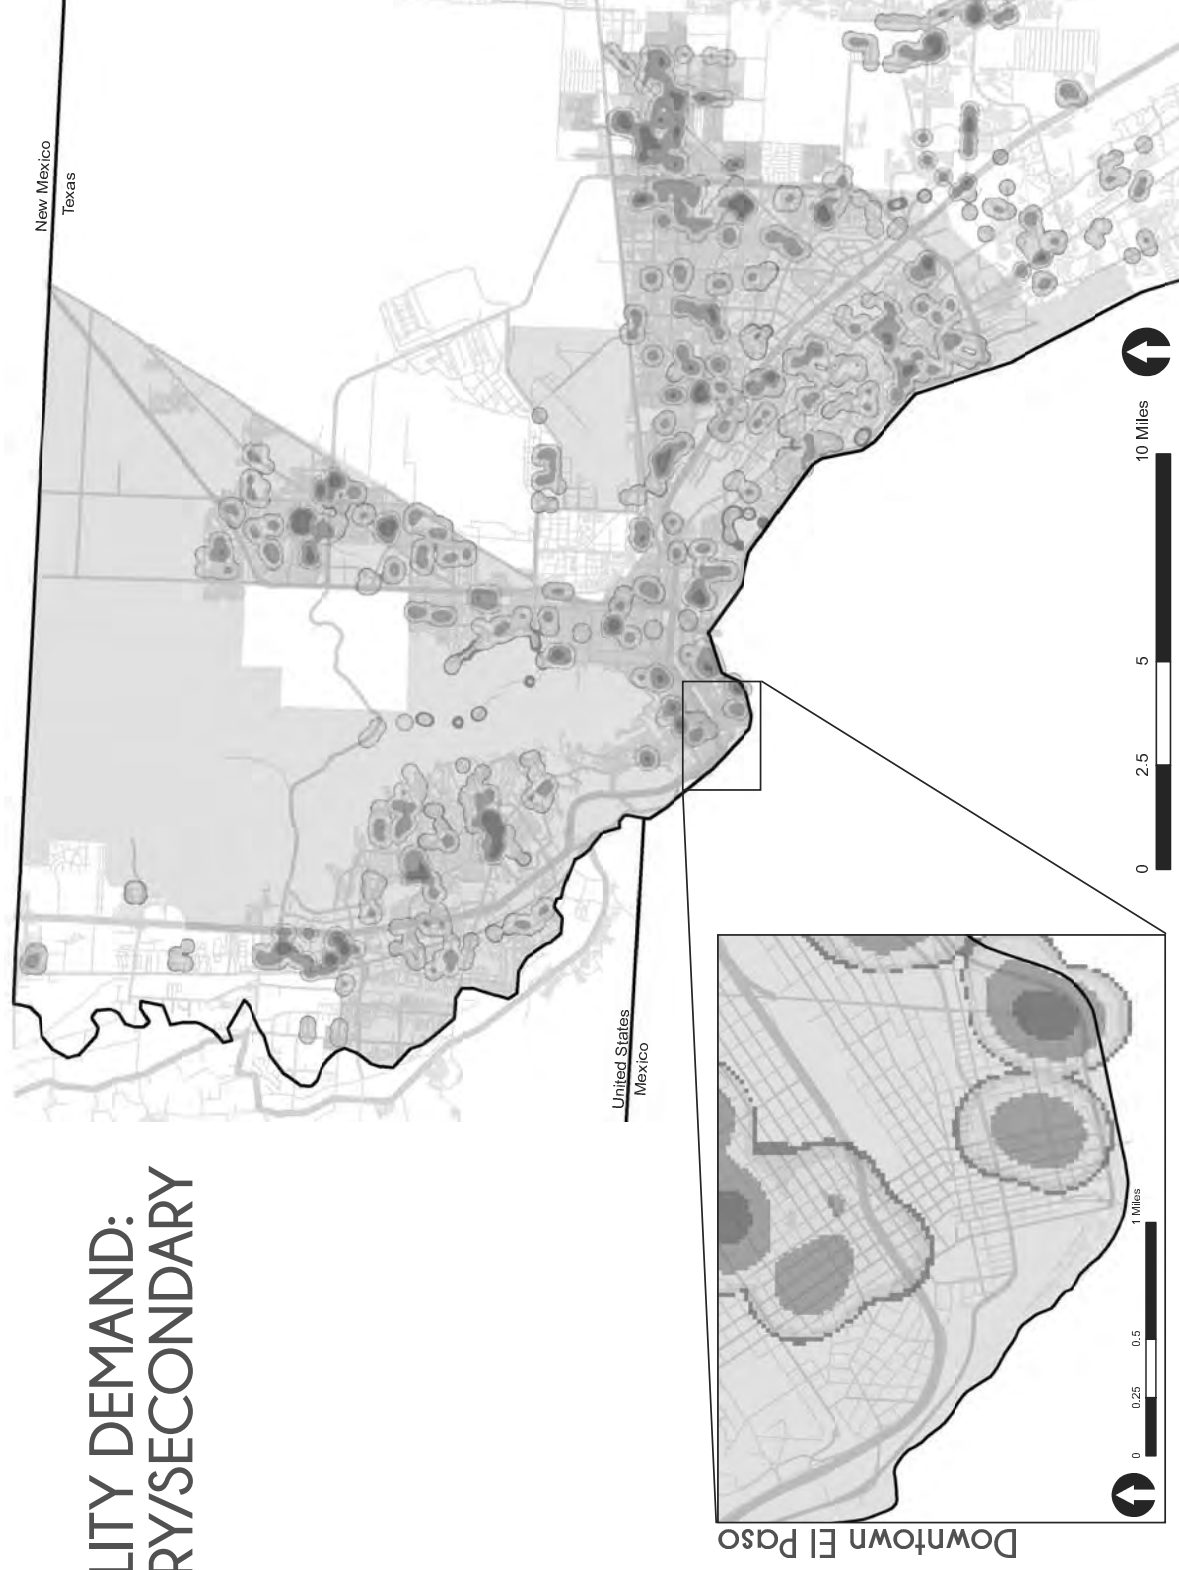 LITY DEMAND:
RY/SECONDARY
New Mexico
Texas
United States
Mexico
0 2.5 5 10 Miles
Downtown El Paso
0 0.25 0.5 1 Miles